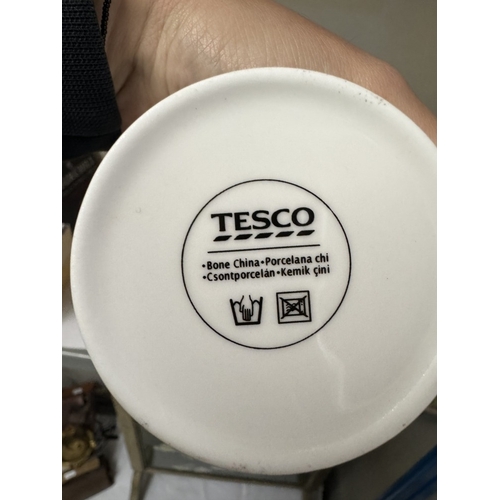 TESCO
•Bone China•Porcelana chi
•Csontporcelán•Kemik çini